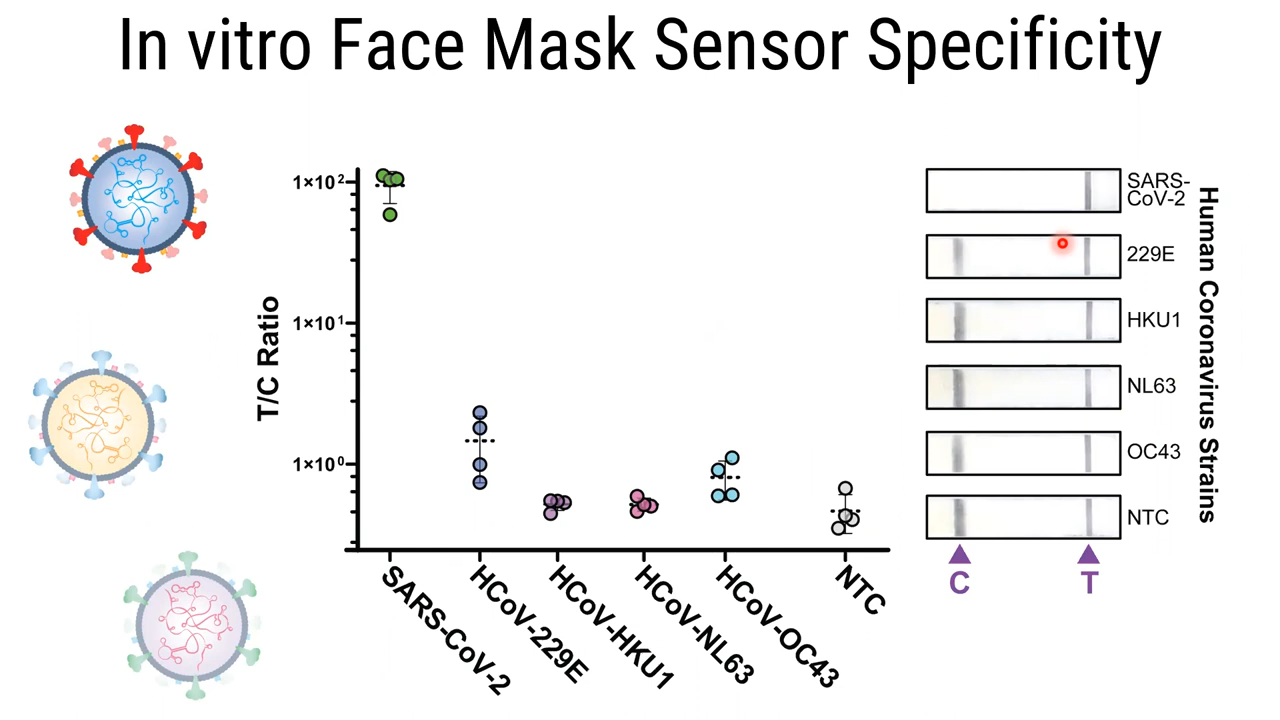 In vitro Face Mask Sensor Specificity
T/C Ratio
1×10²
1×10¹
1×10⁰
SARS-CoV-2
HCoV-229E
HCoV-HKU1
HCoV-NL63
HCoV-OC43
NTC
SARS-
CoV-2
229E
HKU1
NL63
OC43
NTC
C
T
Human Coronavirus Strains